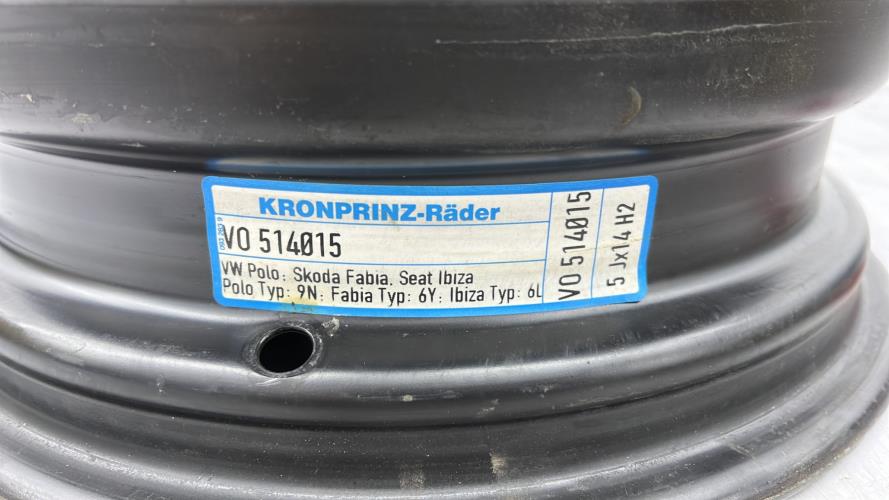 KRONPRINZ-Räder
VO 514015
VW Polo; Skoda Fabia, Seat Ibiza
Polo Typ: 9N; Fabia Typ: 6Y; Ibiza Typ: 6L
VO 514015
5 Jx14 H2